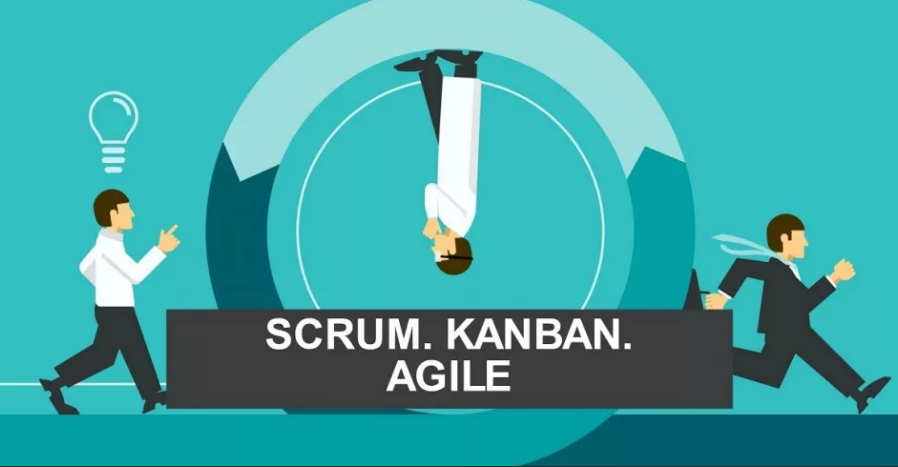 SCRUM. KANBAN.
AGILE